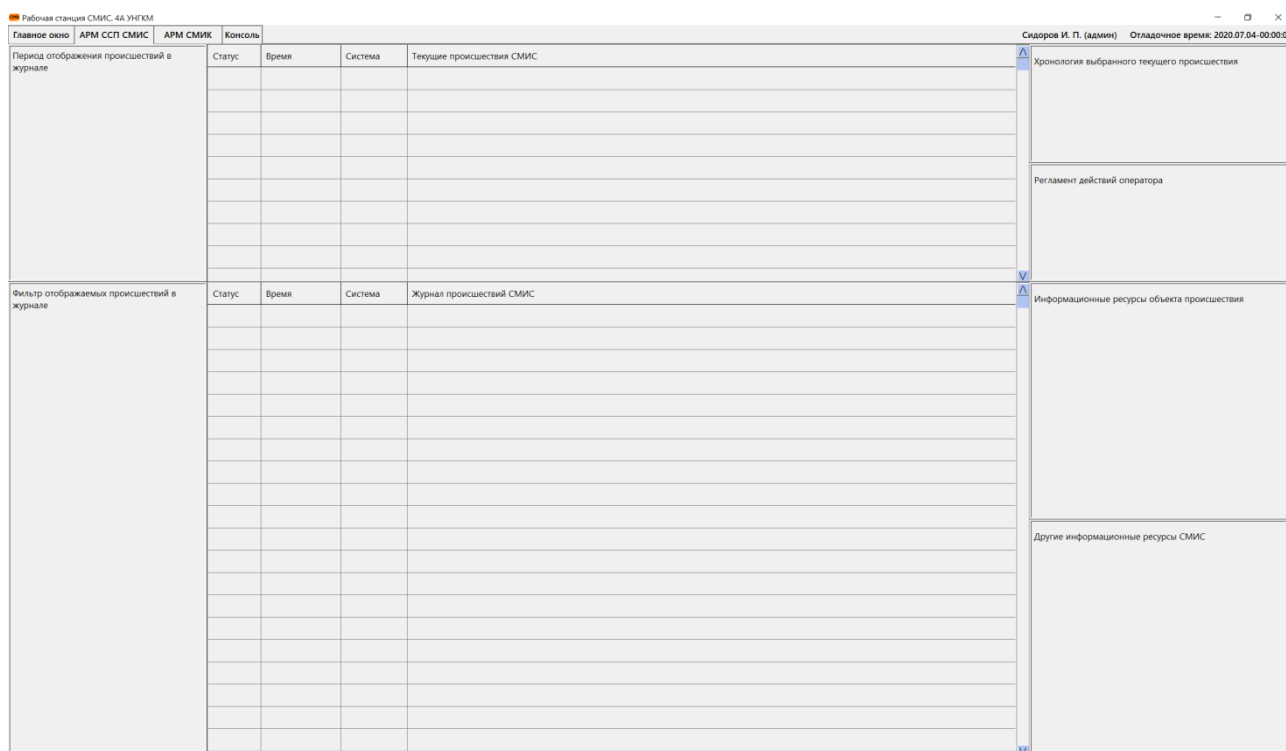 СМИС Рабочая станция СМИС. 4А УНГКМ
Главное окно АРМ ССП СМИС АРМ СМИК Консоль Сидоров И. П. (админ) Отладочное время: 2020.07.04-00:00:0
Период отображения происшествий в
журнале
Статус Время Система Текущие происшествия СМИС
Хронология выбранного текущего происшествия
Регламент действий оператора
Фильтр отображаемых происшествий в
журнале
Статус Время Система Журнал происшествий СМИС
Информационные ресурсы объекта происшествия
Другие информационные ресурсы СМИС